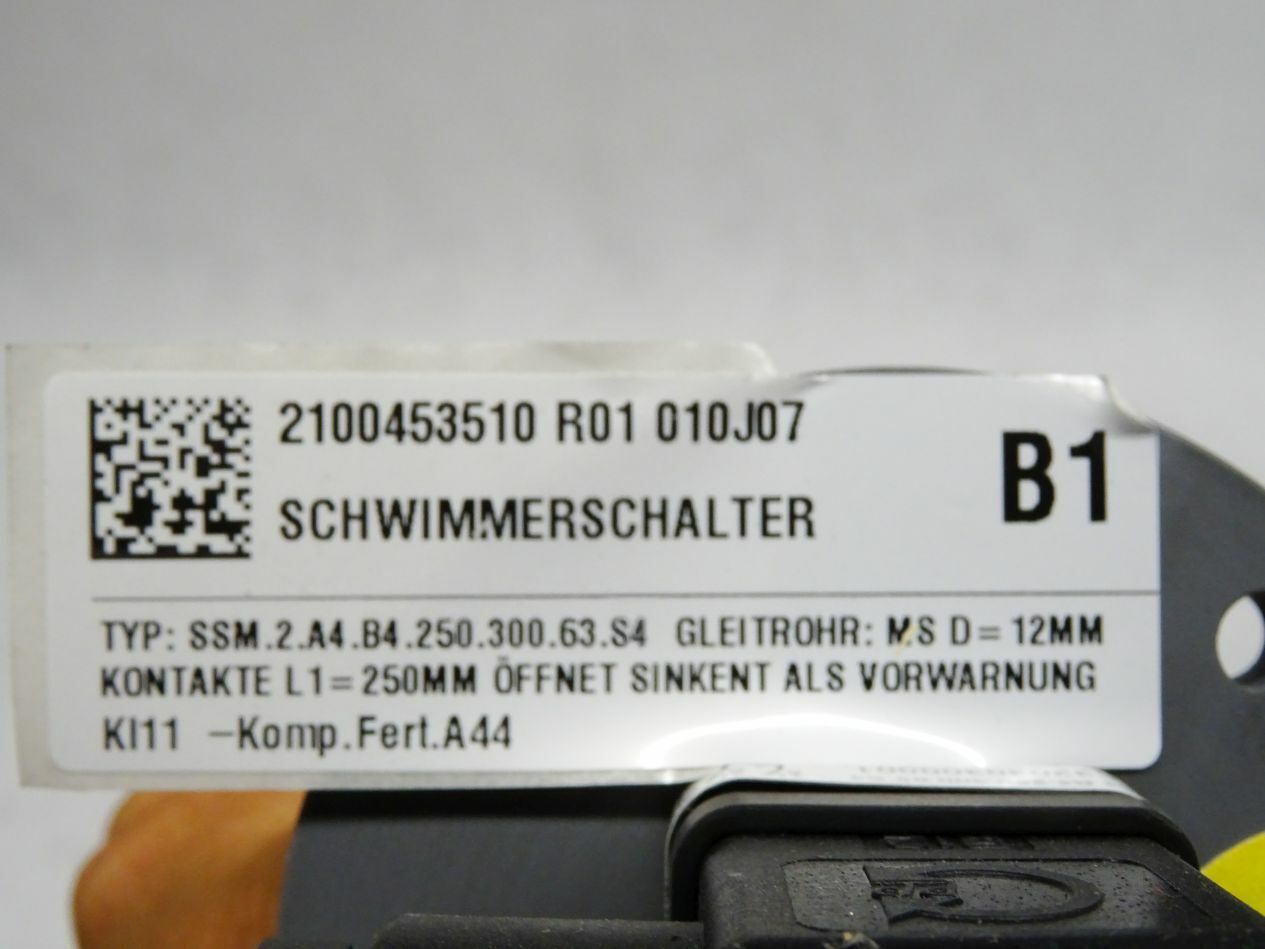 2100453510 R01 010J07
B1
SCHWIMMERSCHALTER
TYP: SSM.2.A4.B4.250.300.63.S4 GLEITROHR: MS D= 12MM
KONTAKTE L1=250MM ÖFFNET SINKENT ALS VORWARNUNG
KI11 –Komp.Fert.A44